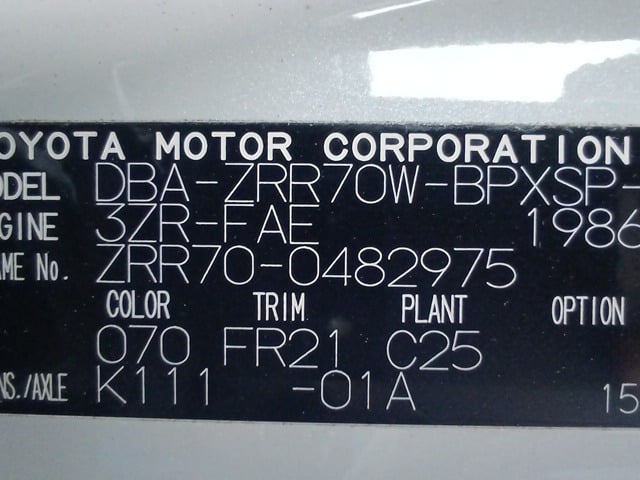 OYOTA MOTOR CORPORATION
ODEL DBA-ZRR70W-BPXSP-
GINE 3ZR-FAE 1986
AME No. ZRR70-0482975
COLOR TRIM PLANT OPTION
070 FR21 C25
NS./AXLE K111 -01A 15